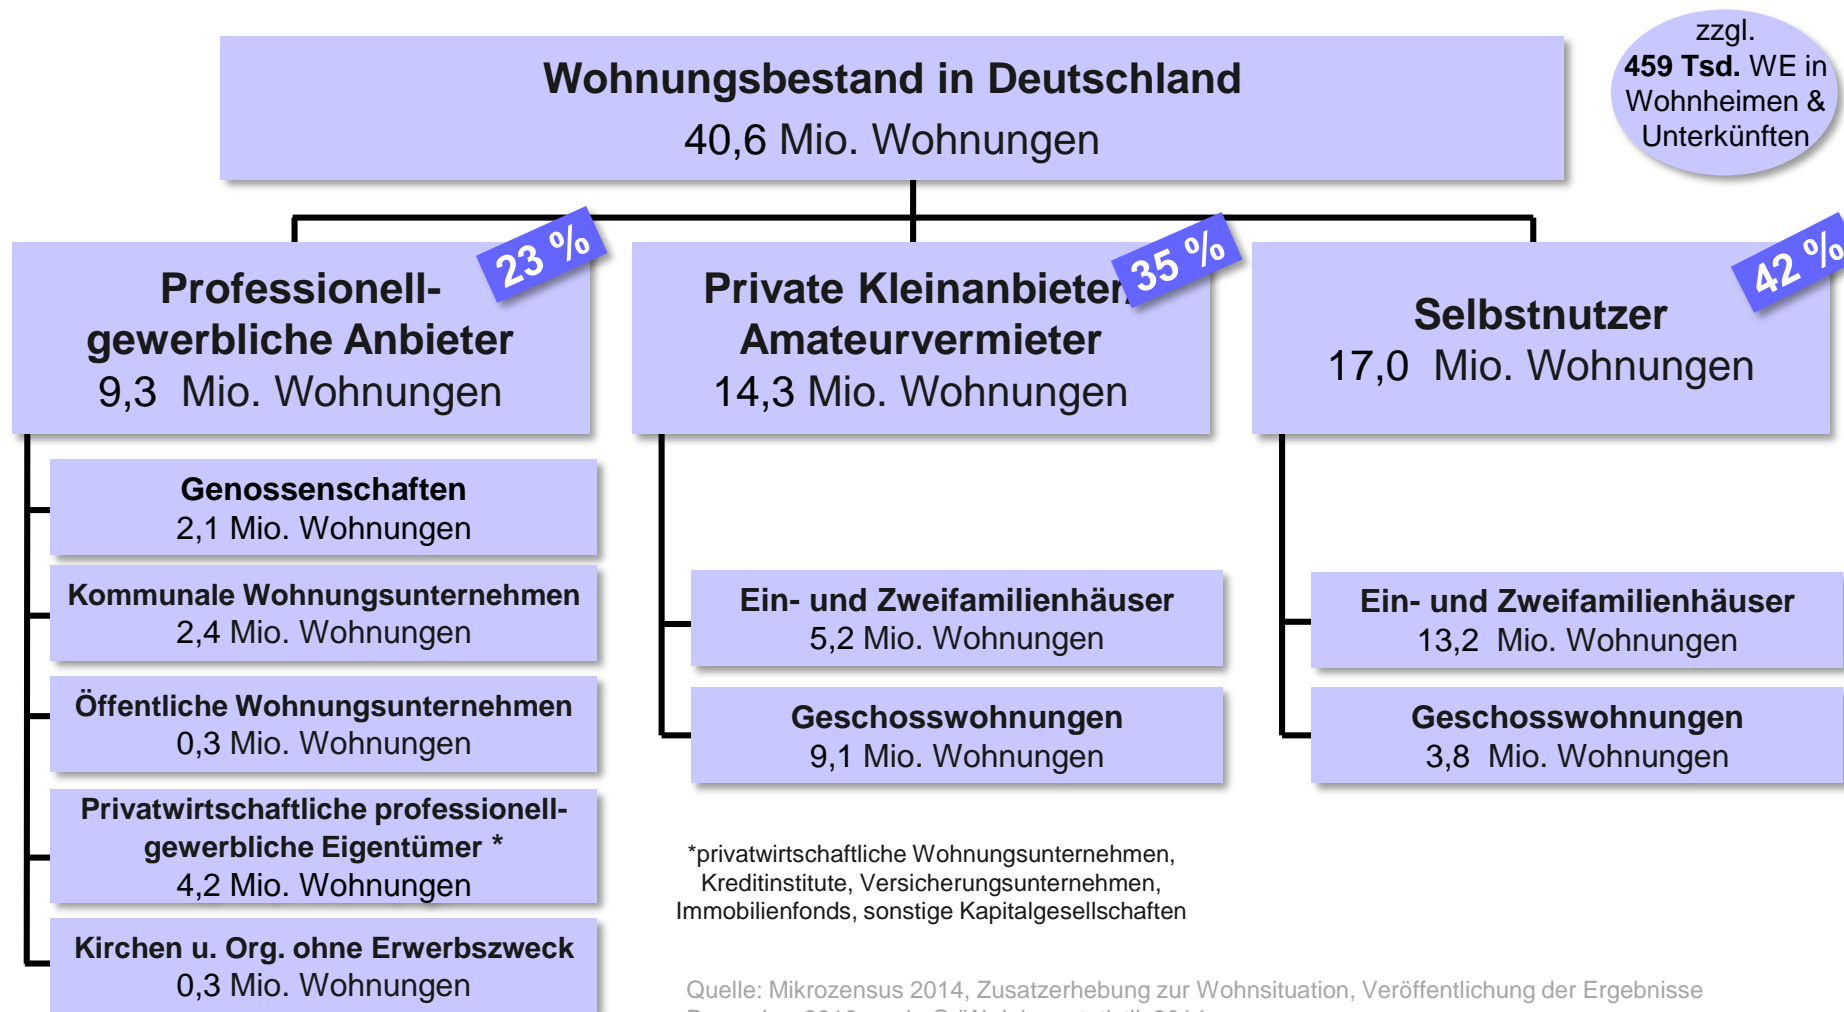 zzgl.
459 Tsd. WE in
Wohnheimen &
Unterkünften
Wohnungsbestand in Deutschland
40,6 Mio. Wohnungen
23 %
Professionell-
gewerbliche Anbieter
9,3 Mio. Wohnungen
35 %
Private Kleinanbieter
Amateurvermieter
14,3 Mio. Wohnungen
42 %
Selbstnutzer
17,0 Mio. Wohnungen
Genossenschaften
2,1 Mio. Wohnungen
Kommunale Wohnungsunternehmen
2,4 Mio. Wohnungen
Öffentliche Wohnungsunternehmen
0,3 Mio. Wohnungen
Privatwirtschaftliche professionell-
gewerbliche Eigentümer *
4,2 Mio. Wohnungen
Kirchen u. Org. ohne Erwerbszweck
0,3 Mio. Wohnungen
Ein- und Zweifamilienhäuser
5,2 Mio. Wohnungen
Geschosswohnungen
9,1 Mio. Wohnungen
Ein- und Zweifamilienhäuser
13,2 Mio. Wohnungen
Geschosswohnungen
3,8 Mio. Wohnungen
*privatwirtschaftliche Wohnungsunternehmen,
Kreditinstitute, Versicherungsunternehmen,
Immobilienfonds, sonstige Kapitalgesellschaften
Quelle: Mikrozensus 2014, Zusatzerhebung zur Wohnsituation, Veröffentlichung der Ergebnisse